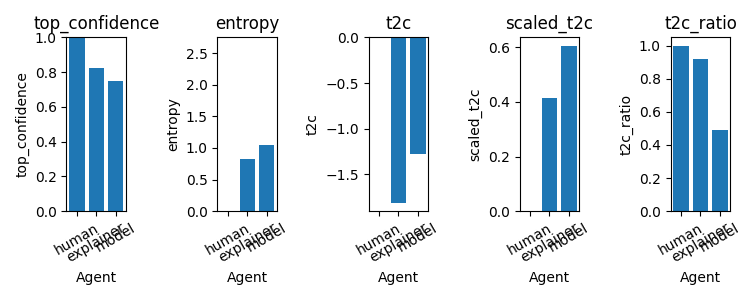 top_confidence
top_confidence
1.0
0.8
0.6
0.4
0.2
0.0
human
explainer
model
Agent
entropy
entropy
2.5
2.0
1.5
1.0
0.5
0.0
human
explainer
model
Agent
t2c
t2c
0.0
−0.5
−1.0
−1.5
human
explainer
model
Agent
scaled_t2c
scaled_t2c
0.6
0.4
0.2
0.0
human
explainer
model
Agent
t2c_ratio
t2c_ratio
1.0
0.8
0.6
0.4
0.2
0.0
human
explainer
model
Agent